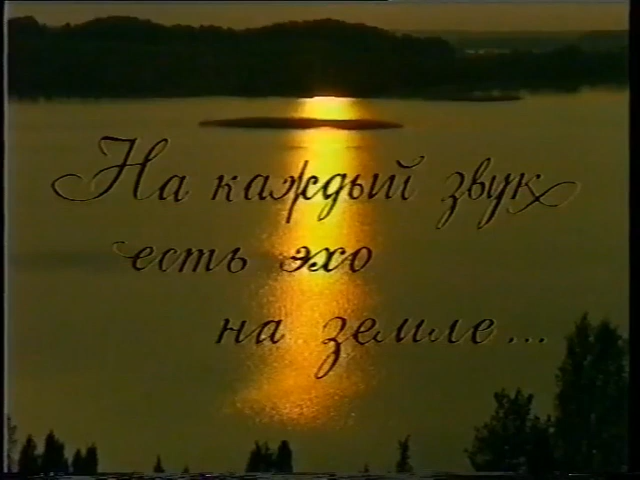 На каждый звук
есть эхо
на земле...